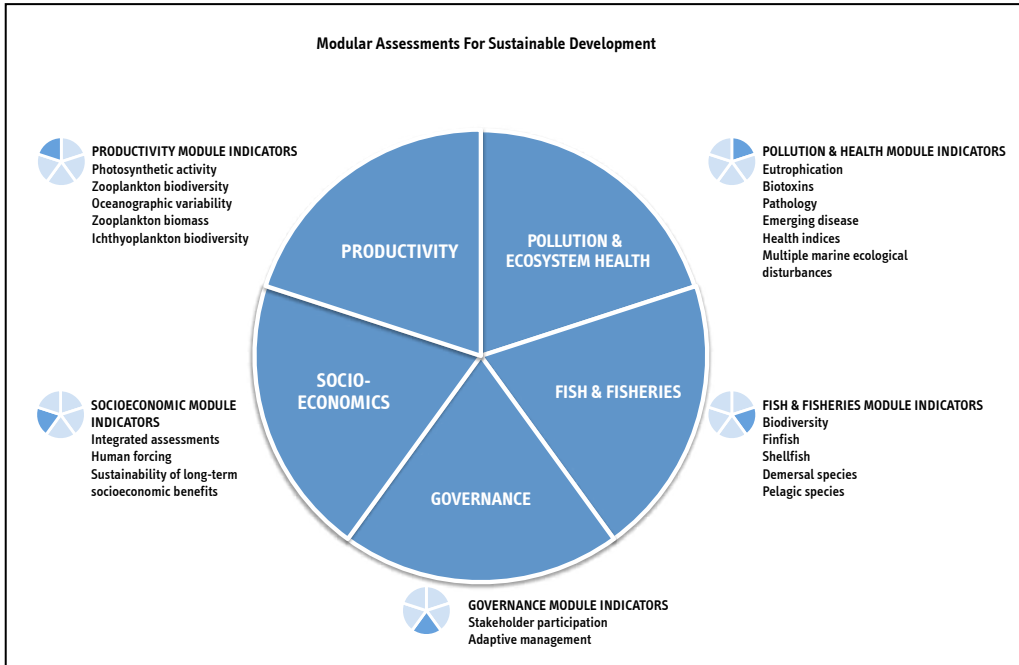 Modular Assessments For Sustainable Development
PRODUCTIVITY MODULE INDICATORS
Photosynthetic activity
Zooplankton biodiversity
Oceanographic variability
Zooplankton biomass
Ichthyoplankton biodiversity
POLLUTION & HEALTH MODULE INDICATORS
Eutrophication
Biotoxins
Pathology
Emerging disease
Health indices
Multiple marine ecological
disturbances
PRODUCTIVITY
POLLUTION &
ECOSYSTEM HEALTH
SOCIO-
ECONOMICS
FISH & FISHERIES
GOVERNANCE
SOCIOECONOMIC MODULE
INDICATORS
Integrated assessments
Human forcing
Sustainability of long-term
socioeconomic benefits
FISH & FISHERIES MODULE INDICATORS
Biodiversity
Finfish
Shellfish
Demersal species
Pelagic species
GOVERNANCE MODULE INDICATORS
Stakeholder participation
Adaptive management